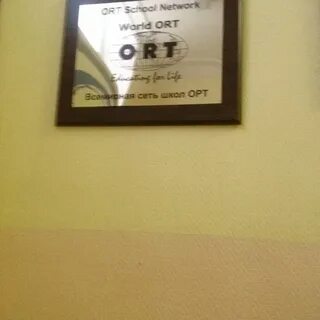 ORT School Network
World ORT
ORT
Educating for Life
Всемирная сеть школ ОРТ